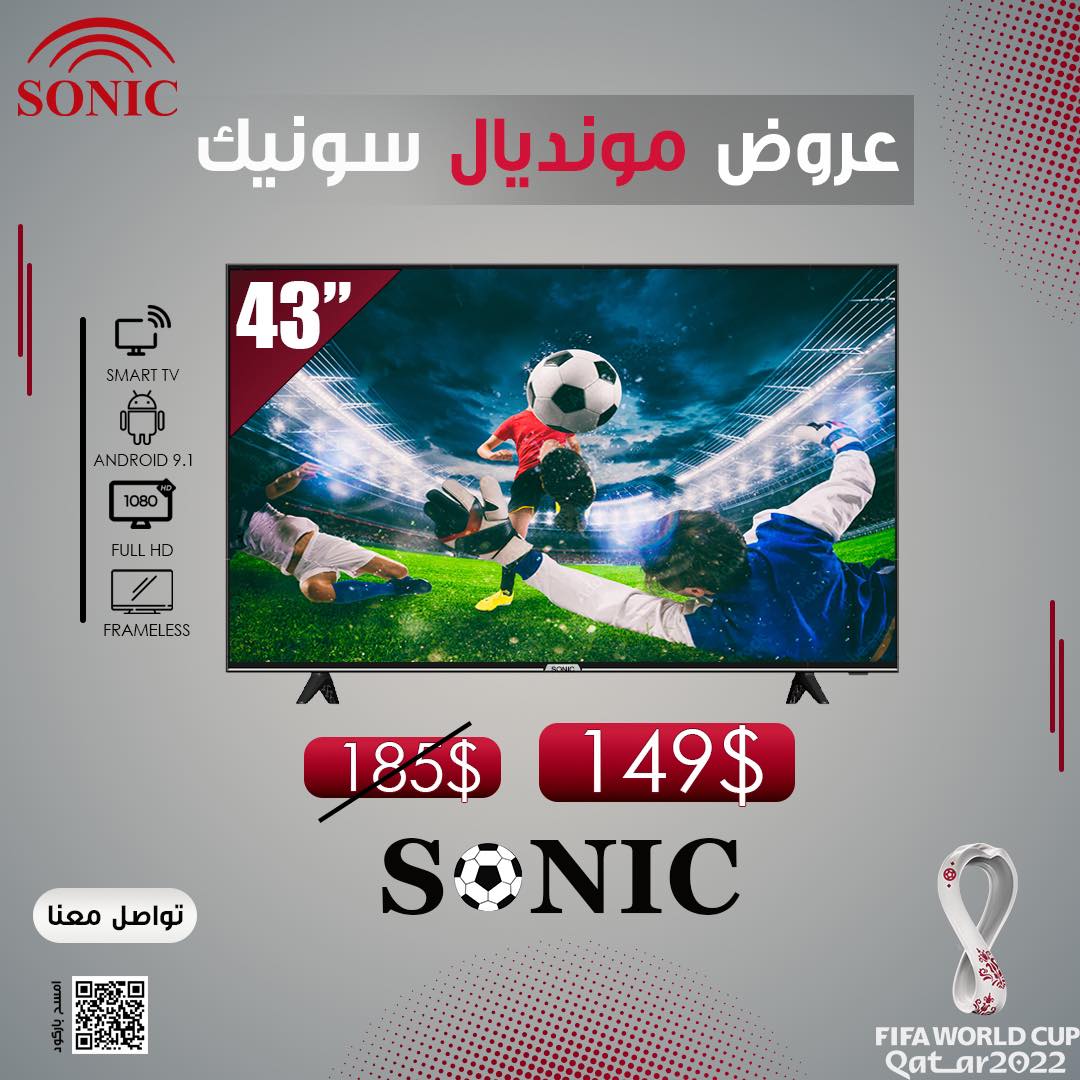 SONIC
عروض مونديال سونيك
43”
SMART TV
ANDROID 9.1
1080
HD
FULL HD
FRAMELESS
SONIC
185$
149$
SONIC
تواصل معنا
امسح باركود
FIFA WORLD CUP
Qatar2022